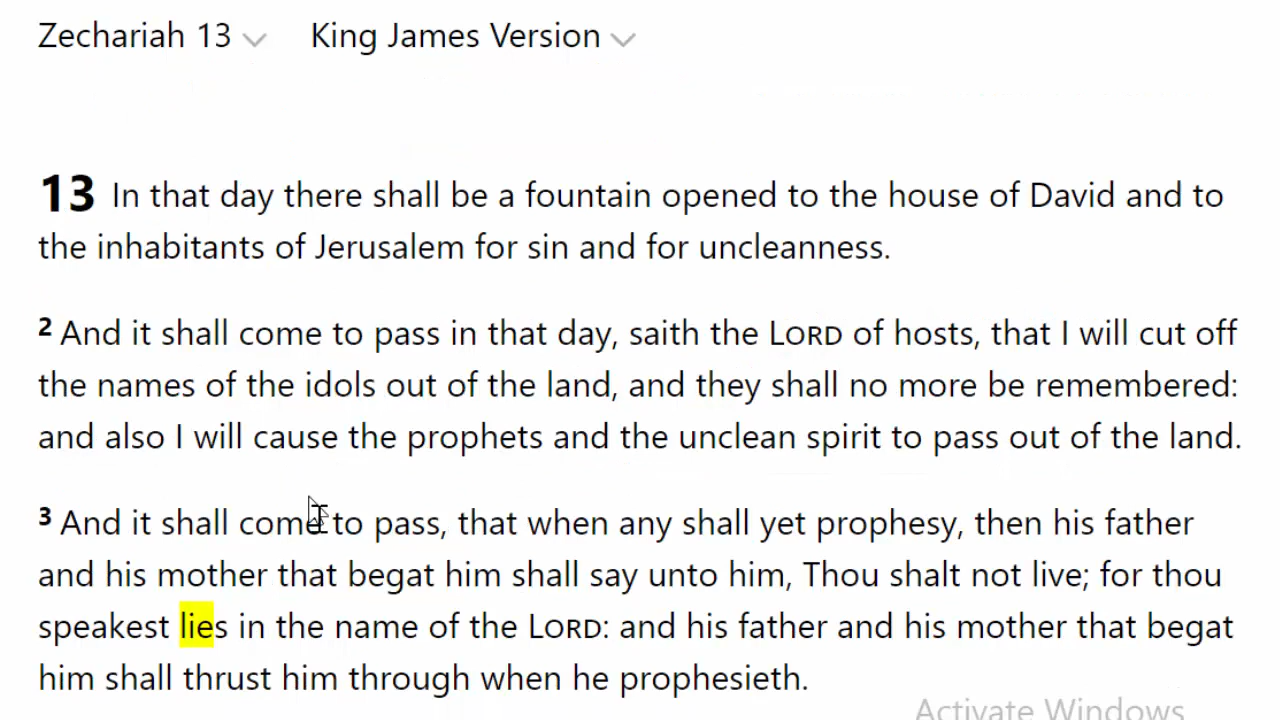 Zechariah 13 King James Version
13 In that day there shall be a fountain opened to the house of David and to
the inhabitants of Jerusalem for sin and for uncleanness.
2 And it shall come to pass in that day, saith the LORD of hosts, that I will cut off
the names of the idols out of the land, and they shall no more be remembered:
and also I will cause the prophets and the unclean spirit to pass out of the land.
3 And it shall come to pass, that when any shall yet prophesy, then his father
and his mother that begat him shall say unto him, Thou shalt not live; for thou
speakest lies in the name of the LORD: and his father and his mother that begat
him shall thrust him through when he prophesieth.
Activate Windows